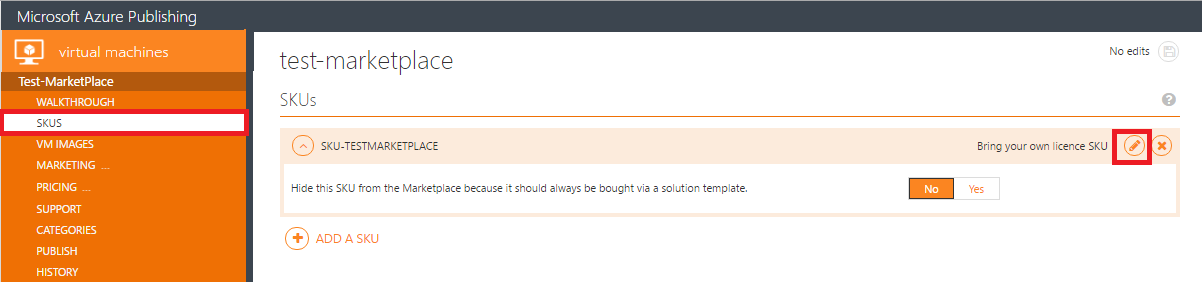 Microsoft Azure Publishing
virtual machines
Test-MarketPlace
WALKTHROUGH
SKUS
VM IMAGES
MARKETING ...
PRICING ...
SUPPORT
CATEGORIES
PUBLISH
HISTORY
test-marketplace
No edits
SKUs
?
SKU-TESTMARKETPLACE
Bring your own licence SKU
Hide this SKU from the Marketplace because it should always be bought via a solution template.
No
Yes
ADD A SKU